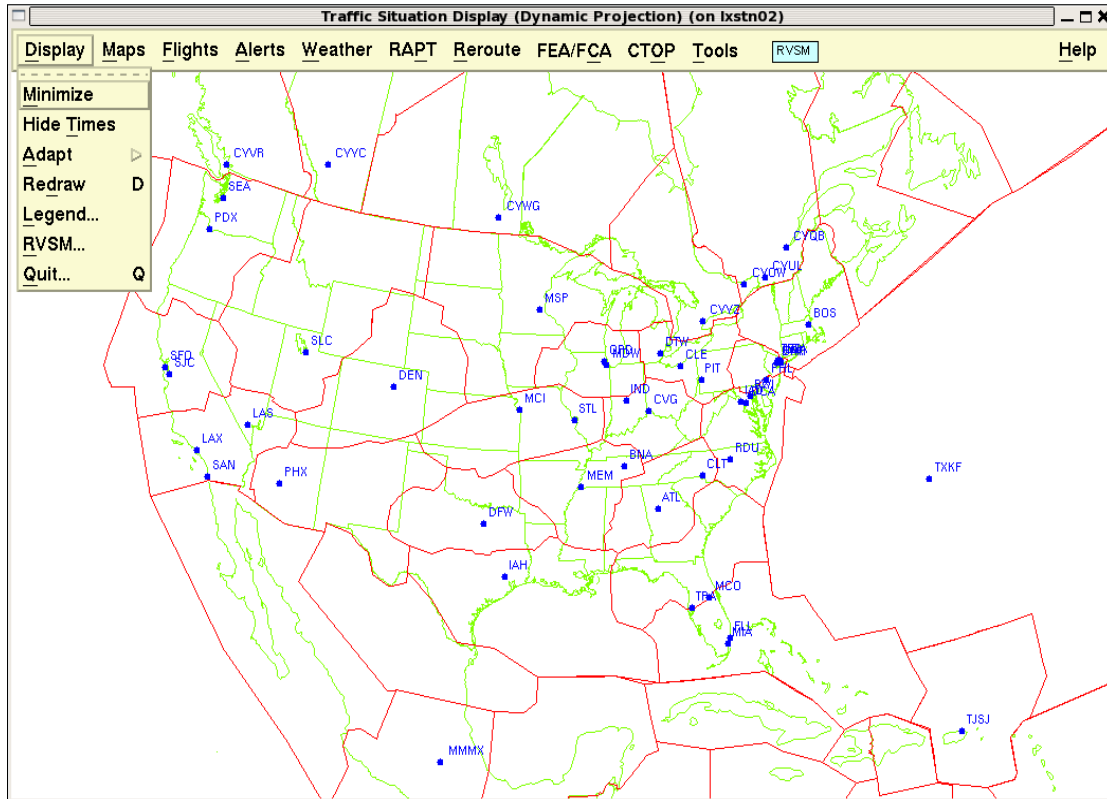 Traffic Situation Display (Dynamic Projection) (on lxstn02)
Display Maps Flights Alerts Weather RAPT Reroute FEA/FCA CTOP Tools RVSM Help
Minimize
Hide Times
Adapt
Redraw D
Legend...
RVSM...
Quit... Q
CYVR
CYYC
SEA
CYWG
PDX
CYQB
CYUL
CYOW
MSP
BOS
CYYZ
SLC
DTW
SFO
ORD
SJC
MDW
CLE
PIT
PHL
DEN
MCI
IND
CVG
STL
LAS
LAX
RDU
BNA
CLT
SAN
PHX
MEM
TXKF
ATL
DFW
IAH
MCO
TPA
FLL
MIA
TJSJ
MMMX